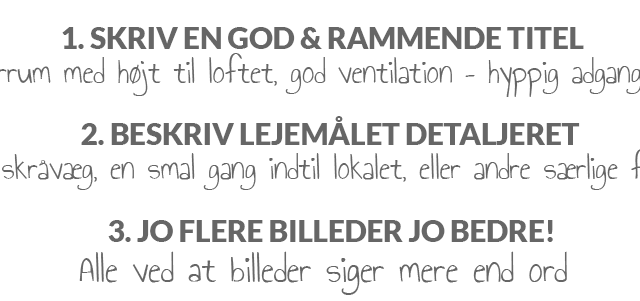 1. SKRIV EN GOD & RAMMENDE TITEL
med højt til loftet, god ventilation - hyppig adgang
2. BESKRIV LEJEMÅLET DETALJERET
skråvæg, en smal gang indtil lokalet, eller andre særlige
3. JO FLERE BILLEDER JO BEDRE!
Alle ved at billeder siger mere end ord